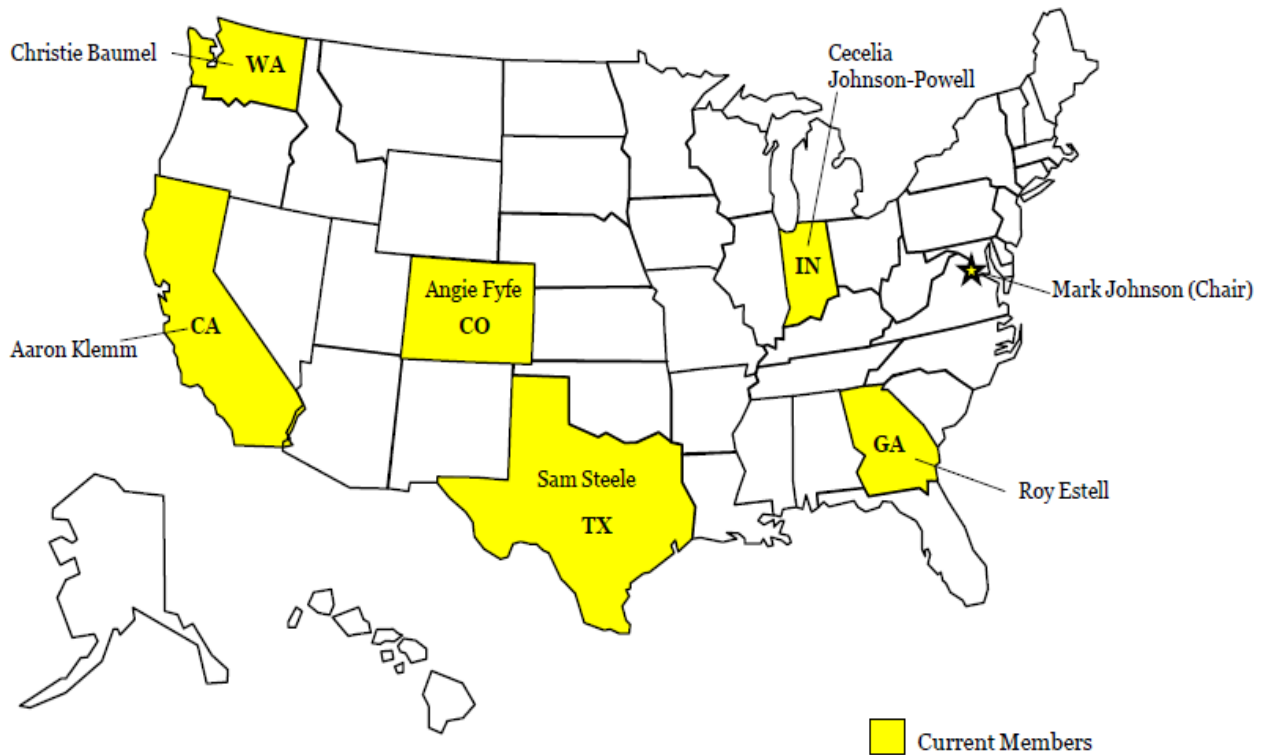 Christie Baumel
WA
Cecelia
Johnson-Powell
Angie Fyfe
CO
IN
Mark Johnson (Chair)
CA
Aaron Klemm
Sam Steele
TX
GA
Roy Estell
Current Members